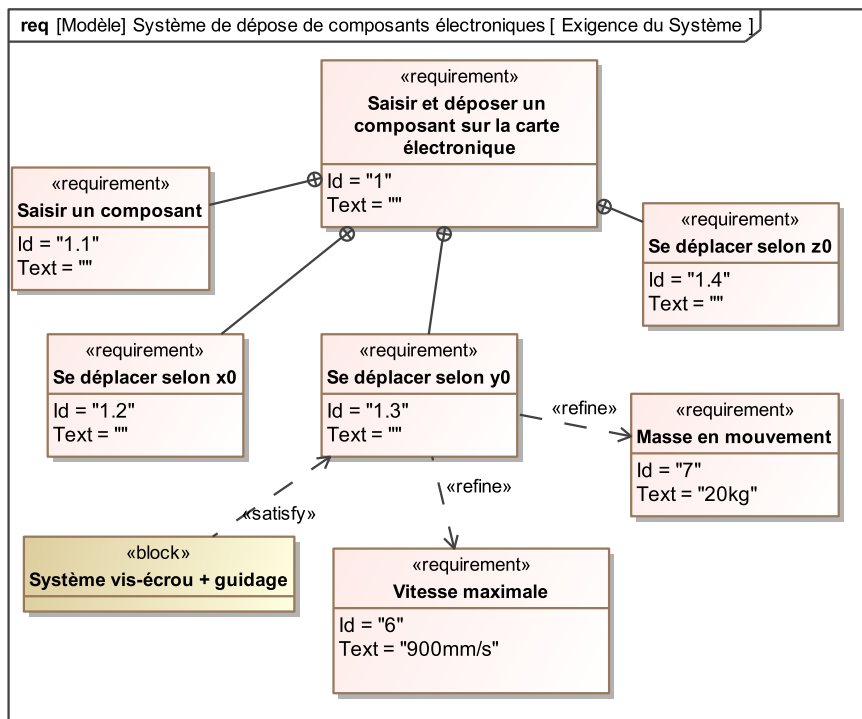 req [Modèle] Système de dépose de composants électroniques [ Exigence du Système ]
«requirement»
Saisir et déposer un
composant sur la carte
électronique
Id = "1"
Text = ""
«requirement»
Saisir un composant
Id = "1.1"
Text = ""
«requirement»
Se déplacer selon z0
Id = "1.4"
Text = ""
«requirement»
Se déplacer selon x0
Id = "1.2"
Text = ""
«requirement»
Se déplacer selon y0
Id = "1.3"
Text = ""
«refine»
«requirement»
Masse en mouvement
Id = "7"
Text = "20kg"
«refine»
«satisfy»
«block»
Système vis-écrou + guidage
«requirement»
Vitesse maximale
Id = "6"
Text = "900mm/s"